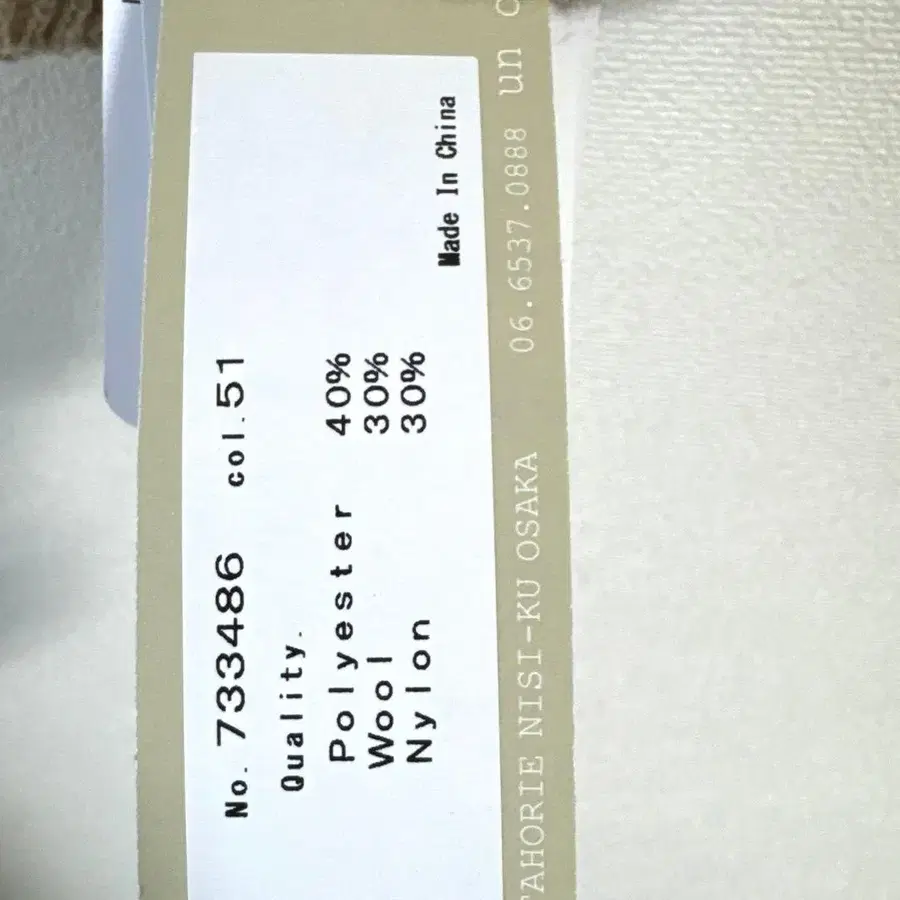 No. 733486 col.51
Quality.
Polyester 40%
Wool 30%
Nylon 30%
Made In China
TAHORIE NISI-KU OSAKA 06.6537.0888 un